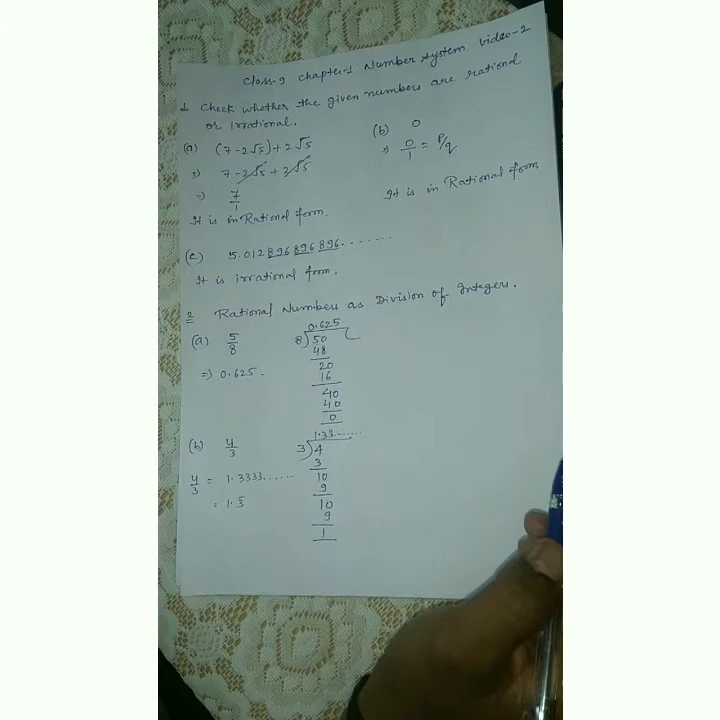 Class-9 chapter-1 Number system video-2
1 Check whether the given numbers are rational
or Irrational.
(a) (7-2√5)+2√5
⇒ 7-2√5+2√5
⇒ 7/1
It is in Rational form.
(b) 0
⇒ 0/1 = P/q
It is in Rational form
(c) 5.012896896896.......
It is irrational form.
2 Rational Numbers as Division of Integers.
(a) 5/8
⇒ 0.625.
0.625
8)50
48
20
16
40
40
0
(b) 4/3
4/3 = 1.3333......
= 1.3̅
1.33......
3)4
3
10
9
10
9
1